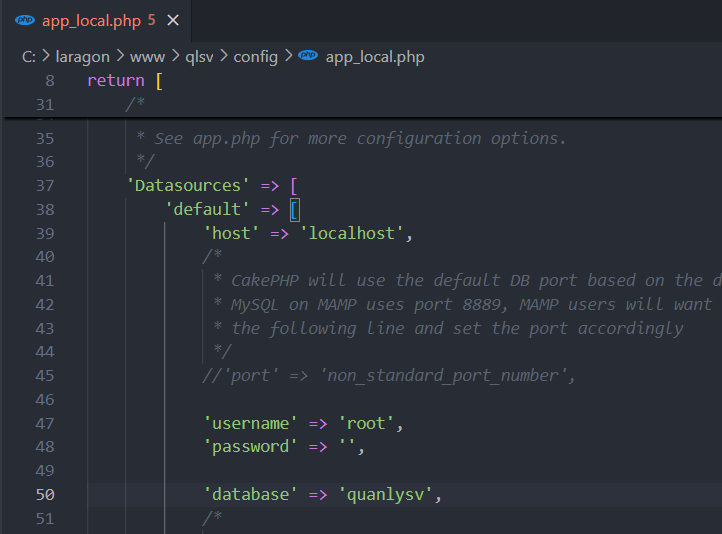 php app_local.php 5 ×
C: > laragon > www > qlsv > config > php app_local.php
8 return [
31 /*
35 * See app.php for more configuration options.
36 */
37 'Datasources' => [
38 'default' => [
39 'host' => 'localhost',
40 /*
41 * CakePHP will use the default DB port based on the d
42 * MySQL on MAMP uses port 8889, MAMP users will want
43 * the following line and set the port accordingly
44 */
45 //'port' => 'non_standard_port_number',
46
47 'username' => 'root',
48 'password' => '',
49
50 'database' => 'quanlysv',
51 /*